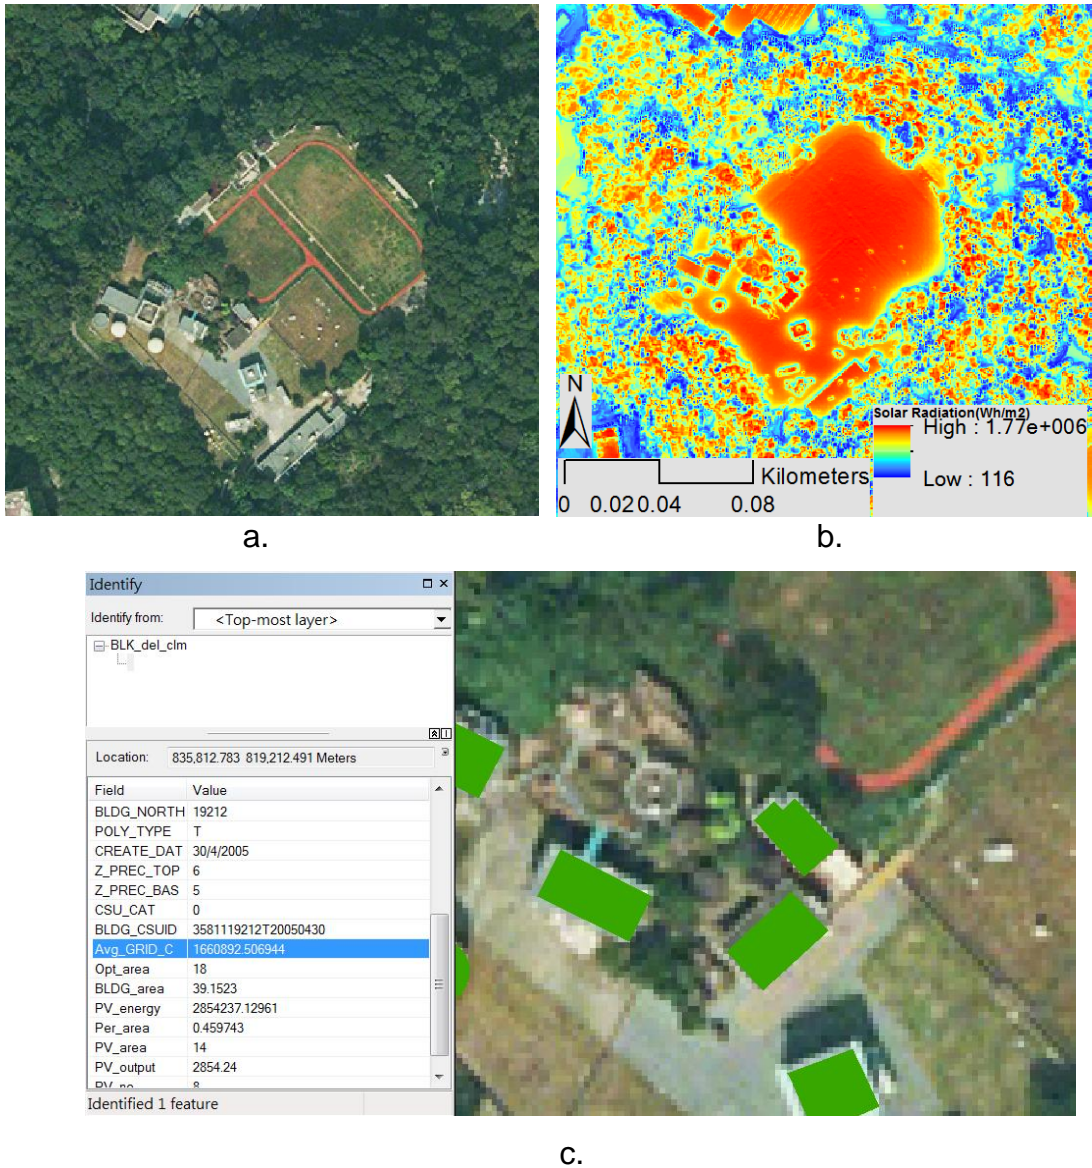 N
Solar Radiation(Wh/m2)
High : 1.77e+006
Low : 116
Kilometers
0 0.02 0.04 0.08
a.
b.
Identify
Identify from: <Top-most layer>
BLK_del_clm
Location: 835,812.783 819,212.491 Meters
Field Value
BLDG_NORTH 19212
POLY_TYPE T
CREATE_DAT 30/4/2005
Z_PREC_TOP 6
Z_PREC_BAS 5
CSU_CAT 0
BLDG_CSUID 3581119212T20050430
Avg_GRID_C 1660892.506944
Opt_area 18
BLDG_area 39.1523
PV_energy 2854237.12961
Per_area 0.459743
PV_area 14
PV_output 2854.24
PV_no 8
Identified 1 feature
c.